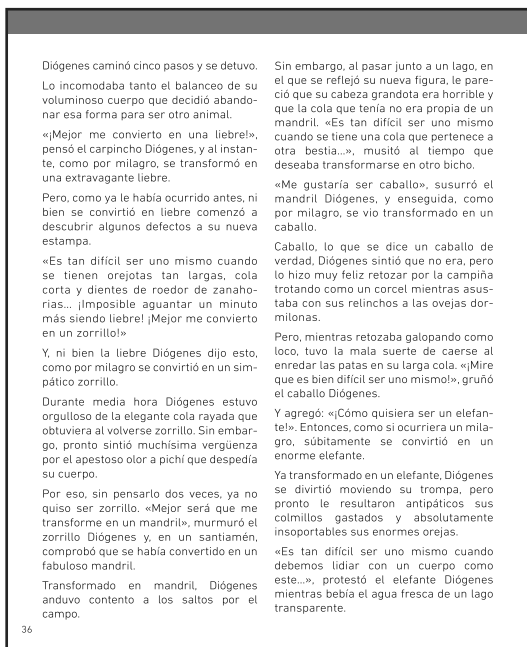 Diógenes caminó cinco pasos y se detuvo.
Lo incomodaba tanto el balanceo de su
voluminoso cuerpo que decidió abando-
nar esa forma para ser otro animal.
«¡Mejor me convierto en una liebre!»,
pensó el carpincho Diógenes, y al instan-
te, como por milagro, se transformó en
una extravagante liebre.
Pero, como ya le había ocurrido antes, ni
bien se convirtió en liebre comenzó a
descubrir algunos defectos a su nueva
estampa.
«Es tan difícil ser uno mismo cuando
se tienen orejotas tan largas, cola
corta y dientes de roedor de zanaho-
rias... ¡Imposible aguantar un minuto
más siendo liebre! ¡Mejor me convierto
en un zorrillo!»
Y, ni bien la liebre Diógenes dijo esto,
como por milagro se convirtió en un sim-
pático zorrillo.
Durante media hora Diógenes estuvo
orgulloso de la elegante cola rayada que
obtuviera al volverse zorrillo. Sin embar-
go, pronto sintió muchísima vergüenza
por el apestoso olor a pichí que despedía
su cuerpo.
Por eso, sin pensarlo dos veces, ya no
quiso ser zorrillo. «Mejor será que me
transforme en un mandril», murmuró el
zorrillo Diógenes y, en un santiamén,
comprobó que se había convertido en un
fabuloso mandril.
Transformado en mandril, Diógenes
anduvo contento a los saltos por el
campo.
Sin embargo, al pasar junto a un lago, en
el que se reflejó su nueva figura, le pare-
ció que su cabeza grandota era horrible y
que la cola que tenía no era propia de un
mandril. «Es tan difícil ser uno mismo
cuando se tiene una cola que pertenece a
otra bestia...», musitó al tiempo que
deseaba transformarse en otro bicho.
«Me gustaría ser caballo», susurró el
mandril Diógenes, y enseguida, como
por milagro, se vio transformado en un
caballo.
Caballo, lo que se dice un caballo de
verdad, Diógenes sintió que no era, pero
lo hizo muy feliz retozar por la campiña
trotando como un corcel mientras asus-
taba con sus relinchos a las ovejas dor-
milonas.
Pero, mientras retozaba galopando como
loco, tuvo la mala suerte de caerse al
enredar las patas en su larga cola. «¡Mire
que es bien difícil ser uno mismo!», gruñó
el caballo Diógenes.
Y agregó: «¡Cómo quisiera ser un elefan-
te!». Entonces, como si ocurriera un mila-
gro, súbitamente se convirtió en un
enorme elefante.
Ya transformado en un elefante, Diógenes
se divirtió moviendo su trompa, pero
pronto le resultaron antipáticos sus
colmillos gastados y absolutamente
insoportables sus enormes orejas.
«Es tan difícil ser uno mismo cuando
debemos lidiar con un cuerpo como
este...», protestó el elefante Diógenes
mientras bebía el agua fresca de un lago
transparente.
36